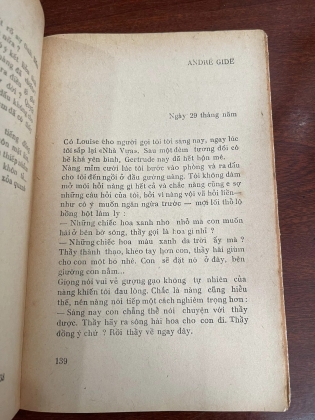 ANDRÉ GIDE
Ngày 29 tháng năm
Cô Louise cho người gọi tôi tối sáng nay, ngay lúc
tôi sắp lại «Nhà Vựa». Sau một đêm tương đối có
bề khá yên bình, Gertrude nay đã hết hôn mê.
Nàng mỉm cười lúc tôi bước vào phòng và ra dấu
cho tôi đến ngồi ở đầu giường nàng. Tôi không dám
mở mời hỏi nàng gì hết cả và chắc nàng cũng e sợ
những câu hỏi của tôi, bởi vì nàng vội vã hỏi liền—
như có ý muốn ngăn ngừa trước — mọi lối thổ lộ
bồng bột lâm ly :
— Những chiếc hoa xanh nho nhỏ mà con muốn
hái ở bên bờ sông, thầy gọi là hoa gì nhỉ ?
— Những chiếc hoa màu xanh da trời ấy mà ?
Thầy thành thạo, khéo tay hơn con, thầy hái giùm
cho con một bó nhé. Con sẽ đặt nó ở đây, bên
giường con nằm...
Giọng nói vui vẻ gượng gạo không tự nhiên của
nàng khiến tôi đau lòng. Chắc là nàng cũng hiểu
thế, nên nàng nói tiếp một cách nghiêm trọng hơn :
— Sáng nay con chẳng thể nói chuyện với thầy
được. Thầy hãy ra sông hái hoa cho con đi. Thầy
đồng ý chứ ? Rồi thầy về ngay đây.
139